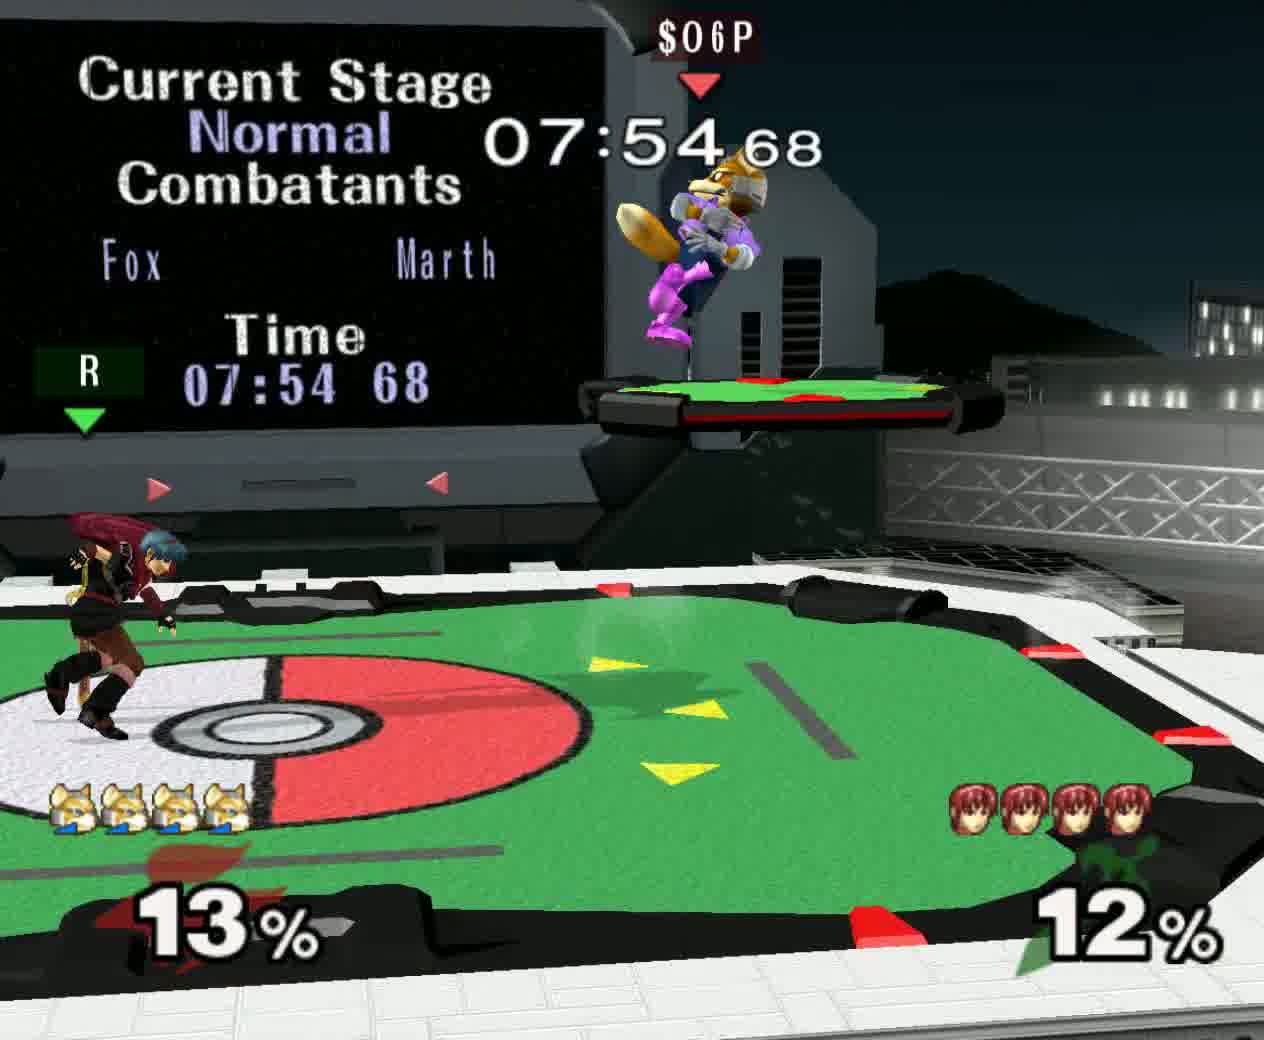 $06P
Current Stage
Normal
07:54 68
Combatants
Fox Marth
Time
R
07:54 68
13%
12%